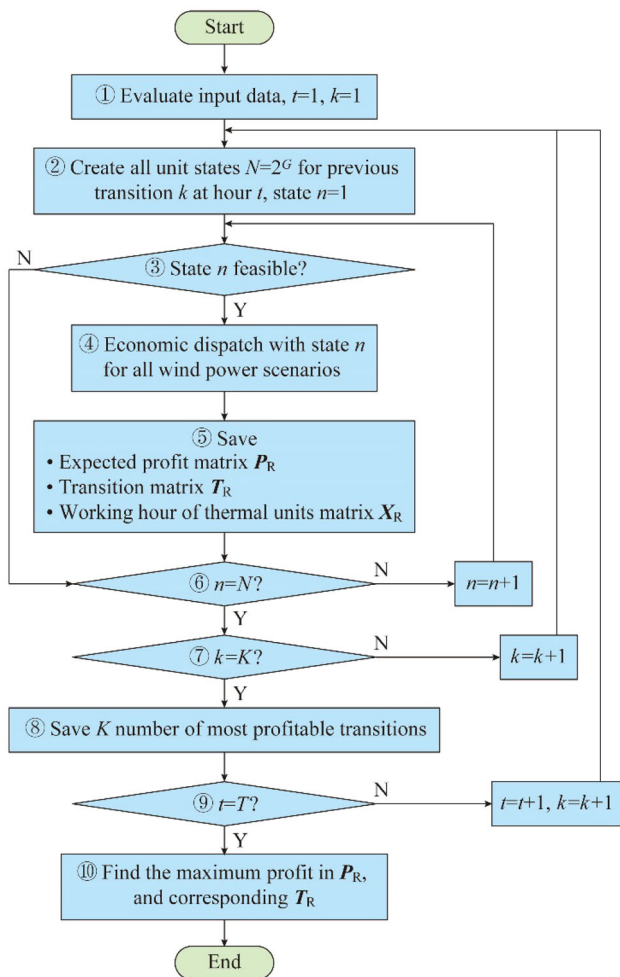 Start
① Evaluate input data, t=1, k=1
② Create all unit states N=2^G for previous
transition k at hour t, state n=1
N
③ State n feasible?
Y
④ Economic dispatch with state n
for all wind power scenarios
⑤ Save
• Expected profit matrix P_R
• Transition matrix T_R
• Working hour of thermal units matrix X_R
⑥ n=N?
N
n=n+1
Y
⑦ k=K?
N
k=k+1
Y
⑧ Save K number of most profitable transitions
⑨ t=T?
N
t=t+1, k=k+1
Y
⑩ Find the maximum profit in P_R,
and corresponding T_R
End